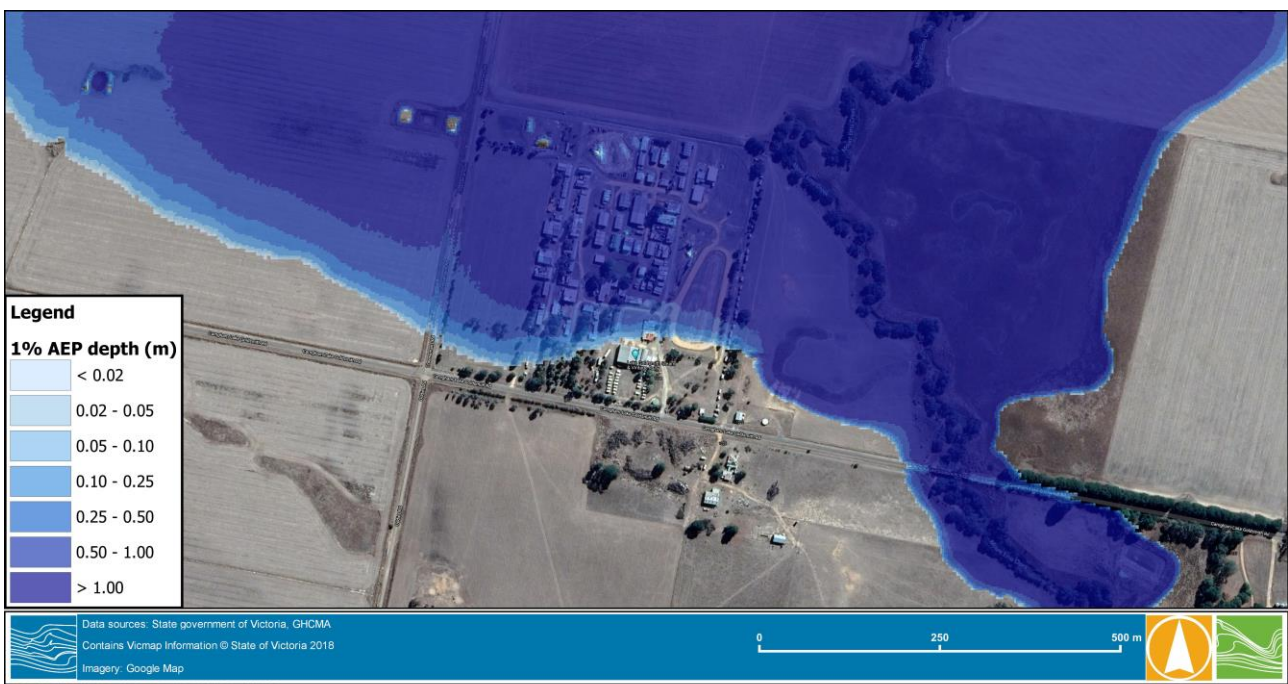 Legend
1% AEP depth (m)
< 0.02
0.02 - 0.05
0.05 - 0.10
0.10 - 0.25
0.25 - 0.50
0.50 - 1.00
> 1.00
Data sources: State government of Victoria, GHCMA
Contains Vicmap Information © State of Victoria 2018
Imagery: Google Map
0 250 500 m